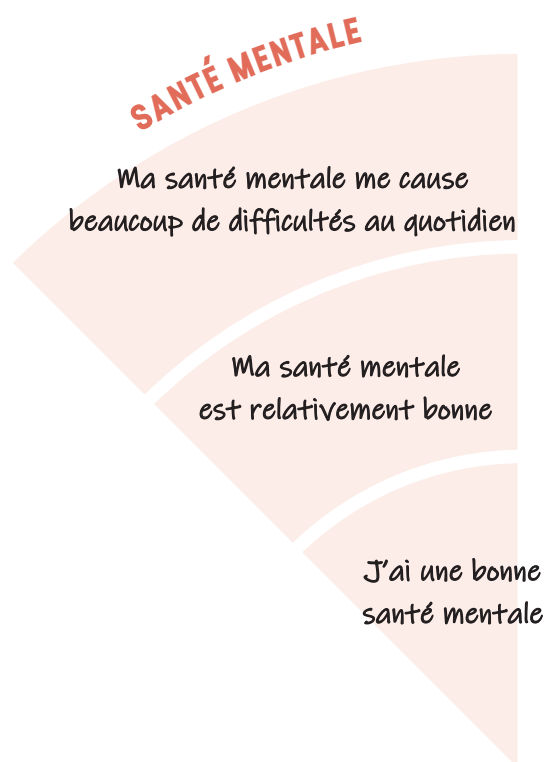 SANTÉ MENTALE
Ma santé mentale me cause
beaucoup de difficultés au quotidien
Ma santé mentale
est relativement bonne
J'ai une bonne
santé mentale